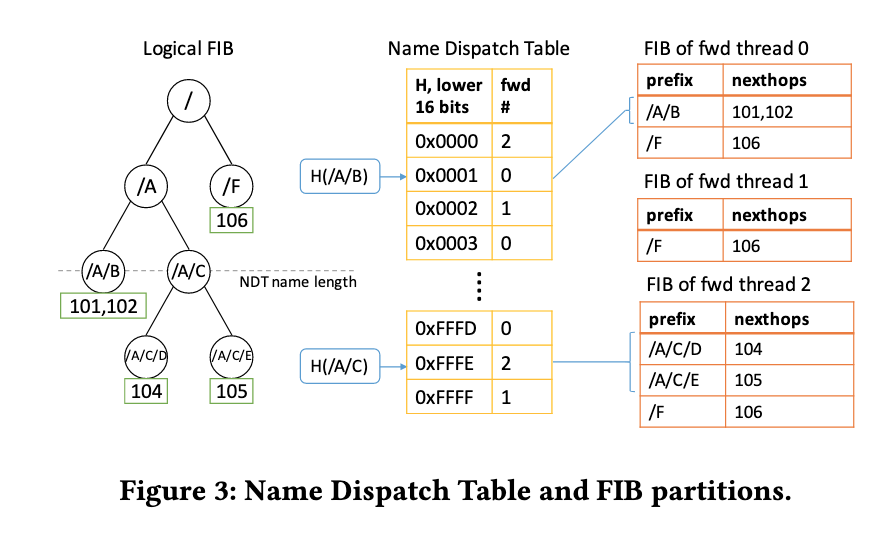 Logical FIB
/
/A
/F
106
/A/B
/A/C
NDT name length
101,102
/A/C/D
/A/C/E
104
105
Name Dispatch Table
H, lower 16 bits fwd #
0x0000 2
0x0001 0
0x0002 1
0x0003 0
0xFFFD 0
0xFFFE 2
0xFFFF 1
H(/A/B)
H(/A/C)
FIB of fwd thread 0
prefix nexthops
/A/B 101,102
/F 106
FIB of fwd thread 1
prefix nexthops
/F 106
FIB of fwd thread 2
prefix nexthops
/A/C/D 104
/A/C/E 105
/F 106
Figure 3: Name Dispatch Table and FIB partitions.